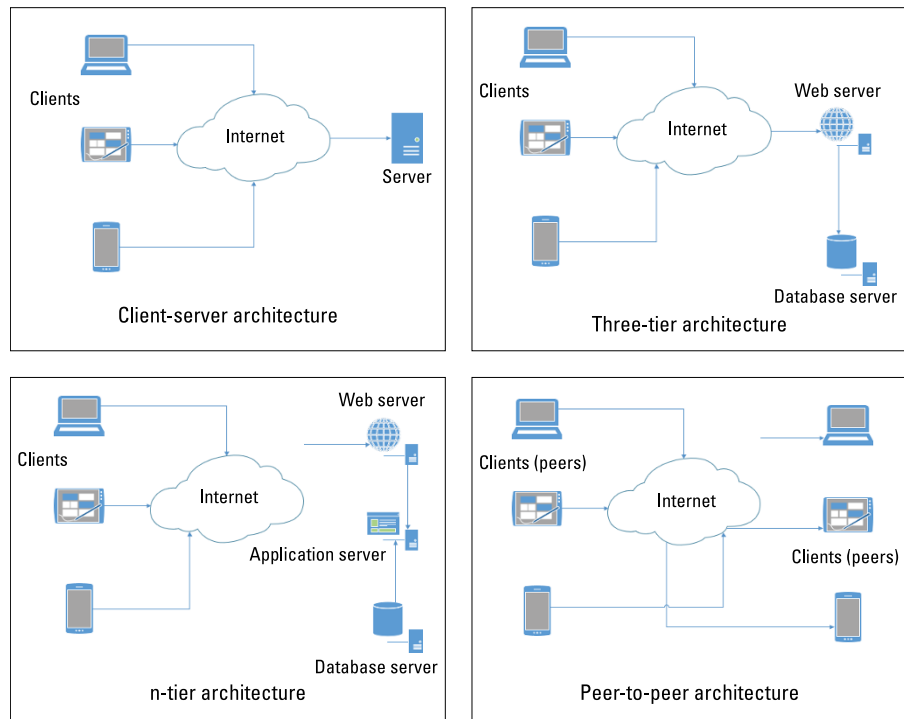 Clients
Internet
Server
Client-server architecture
Clients
Internet
Web server
Database server
Three-tier architecture
Web server
Clients
Internet
Application server
Database server
n-tier architecture
Clients (peers)
Internet
Clients (peers)
Peer-to-peer architecture